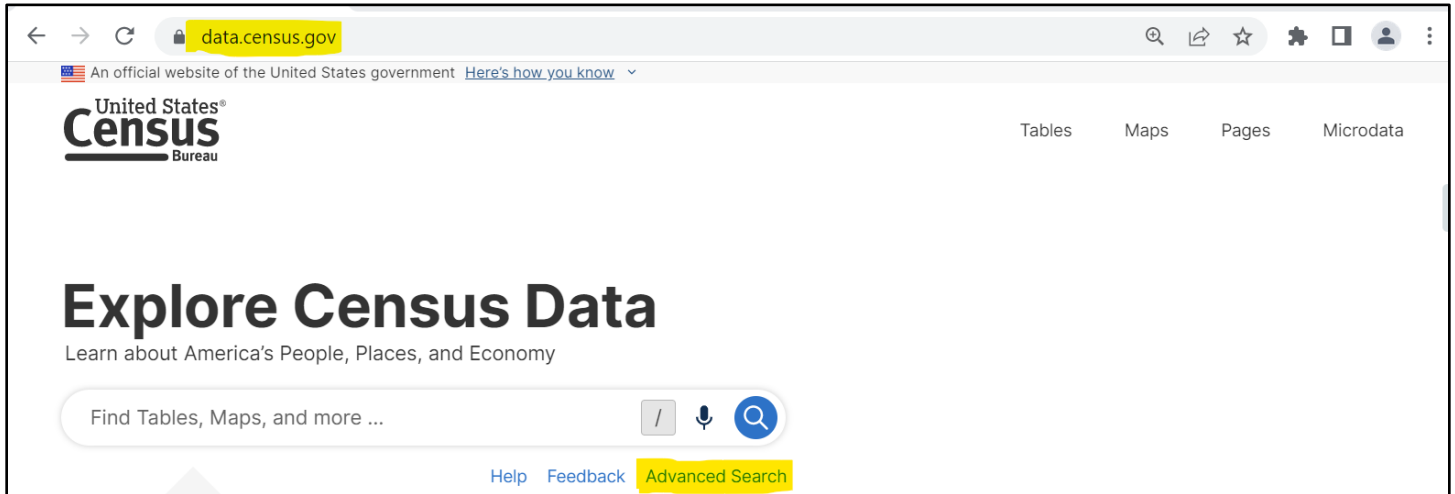 data.census.gov
An official website of the United States government Here's how you know
United States®
Census
Bureau
Tables Maps Pages Microdata
Explore Census Data
Learn about America's People, Places, and Economy
Find Tables, Maps, and more ... /
Help Feedback Advanced Search